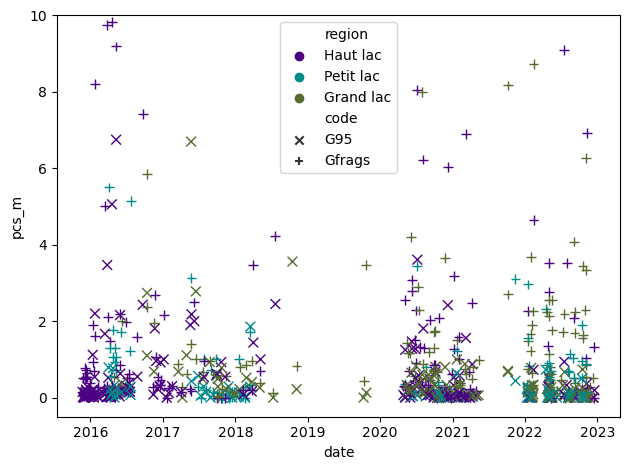 10
8
6
4
2
0
pcs_m
region
Haut lac
Petit lac
Grand lac
code
G95
Gfrags
2016 2017 2018 2019 2020 2021 2022 2023
date